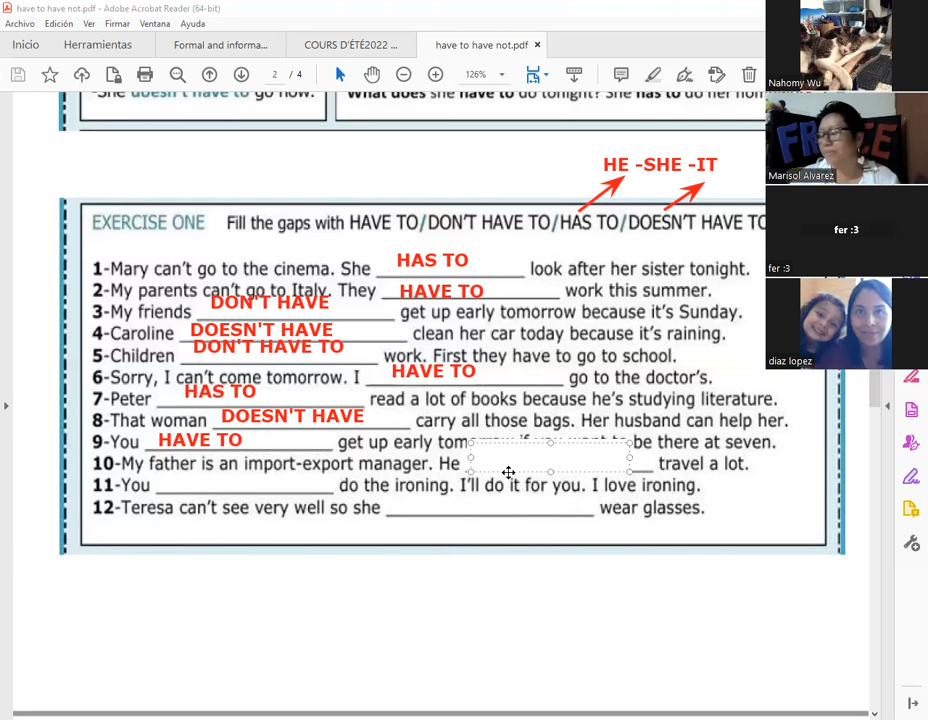 have to have not.pdf - Adobe Acrobat Reader (64-bit)
Archivo Edición Ver Firmar Ventana Ayuda
Inicio Herramientas Formal and informa... COURS D'ÉTÉ2022 ... have to have not.pdf ×
2 / 4 126%
-She doesn't have to go now. What does she have to do tonight? She has to do her
HE -SHE -IT
EXERCISE ONE Fill the gaps with HAVE TO/DON'T HAVE TO/HAS TO/DOESN'T HAVE TO
1-Mary can't go to the cinema. She HAS TO look after her sister tonight.
2-My parents can't go to Italy. They HAVE TO work this summer.
3-My friends DON'T HAVE get up early tomorrow because it's Sunday.
4-Caroline DOESN'T HAVE clean her car today because it's raining.
5-Children DON'T HAVE TO work. First they have to go to school.
6-Sorry, I can't come tomorrow. I HAVE TO go to the doctor's.
7-Peter HAS TO read a lot of books because he's studying literature.
8-That woman DOESN'T HAVE carry all those bags. Her husband can help her.
9-You HAVE TO get up early tomorrow if you want to be there at seven.
10-My father is an import-export manager. He ___ travel a lot.
11-You ___ do the ironing. I'll do it for you. I love ironing.
12-Teresa can't see very well so she ___ wear glasses.
Nahomy Wu
Marisol Alvarez
fer :3
fer :3
diaz lopez